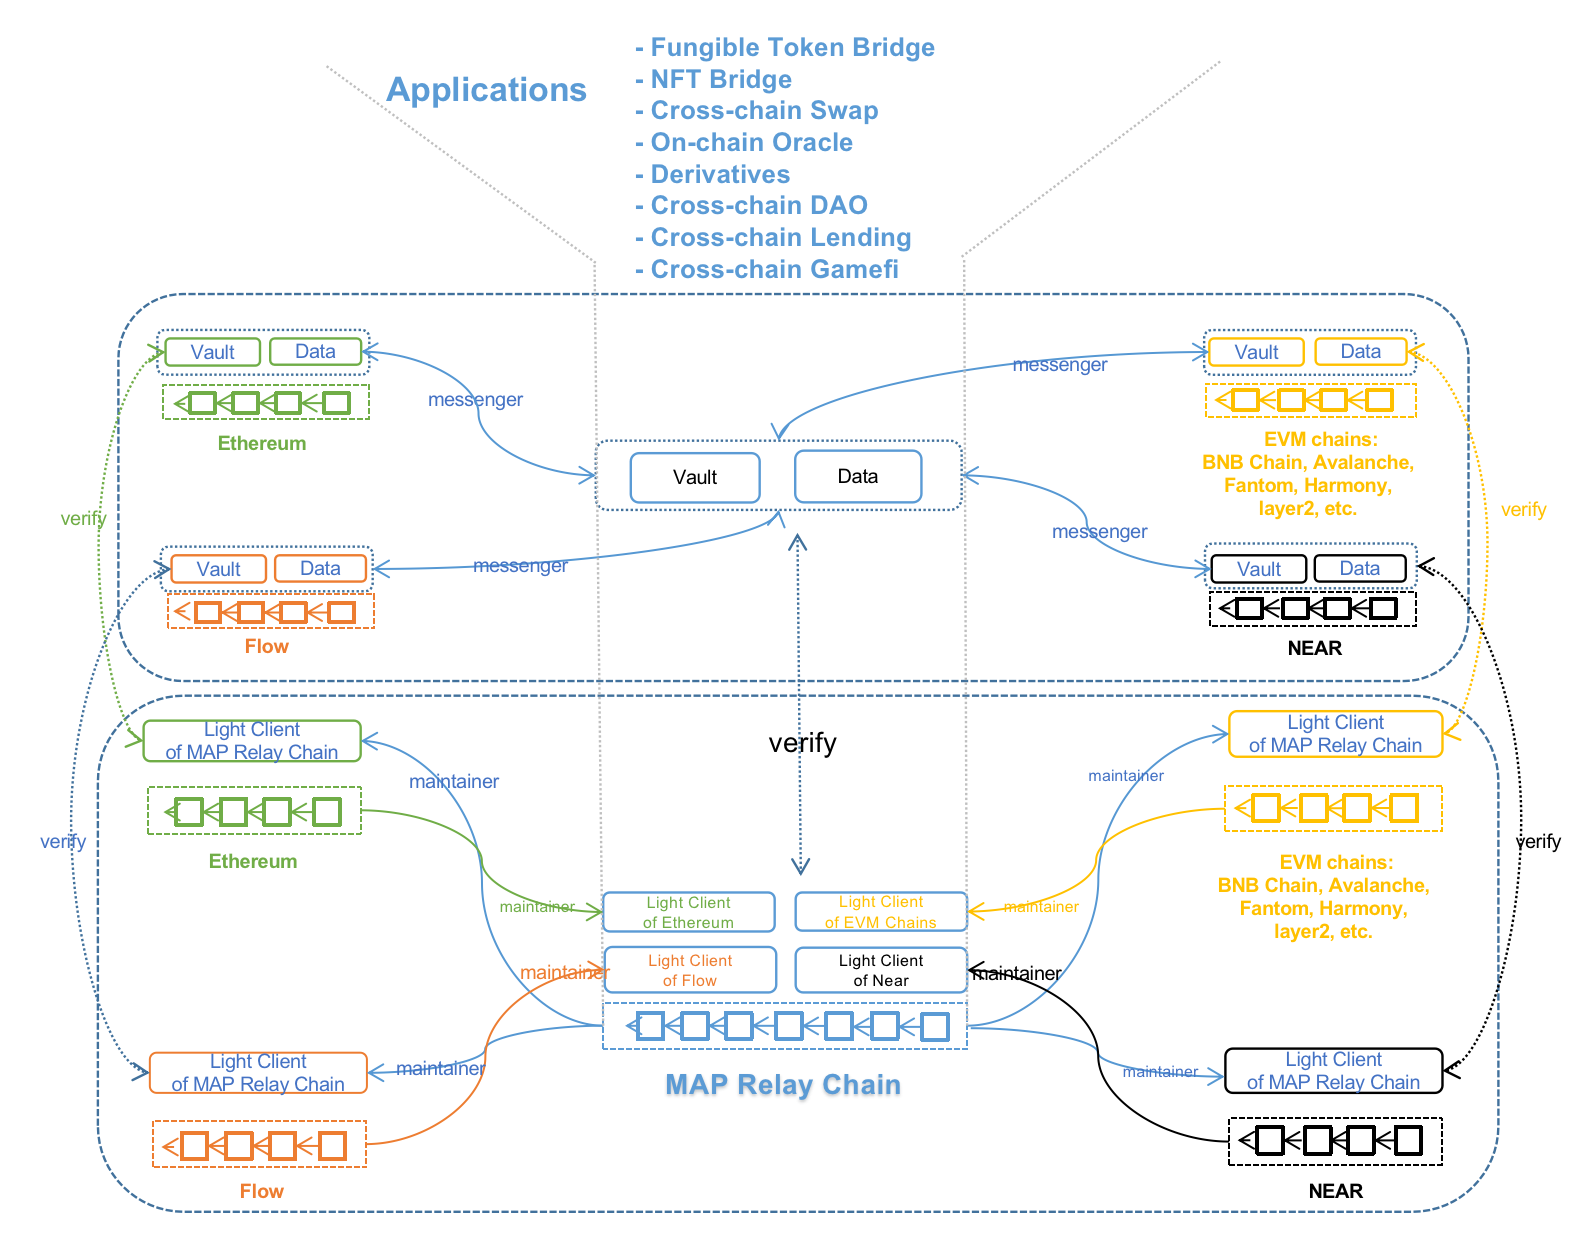 Applications
- Fungible Token Bridge
- NFT Bridge
- Cross-chain Swap
- On-chain Oracle
- Derivatives
- Cross-chain DAO
- Cross-chain Lending
- Cross-chain Gamefi
Vault
Data
messenger
Ethereum
messenger
Vault
Data
EVM chains:
BNB Chain, Avalanche,
Fantom, Harmony,
layer2, etc.
Vault
Data
verify
verify
messenger
messenger
Vault
Data
Flow
Vault
Data
NEAR
verify
Light Client
of MAP Relay Chain
maintainer
Ethereum
Light Client
of MAP Relay Chain
maintainer
EVM chains:
BNB Chain, Avalanche,
Fantom, Harmony,
layer2, etc.
verify
verify
maintainer
Light Client
of Ethereum
Light Client
of EVM Chains
maintainer
maintainer
Light Client
of Flow
Light Client
of Near
maintainer
MAP Relay Chain
Light Client
of MAP Relay Chain
maintainer
Flow
maintainer
Light Client
of MAP Relay Chain
NEAR